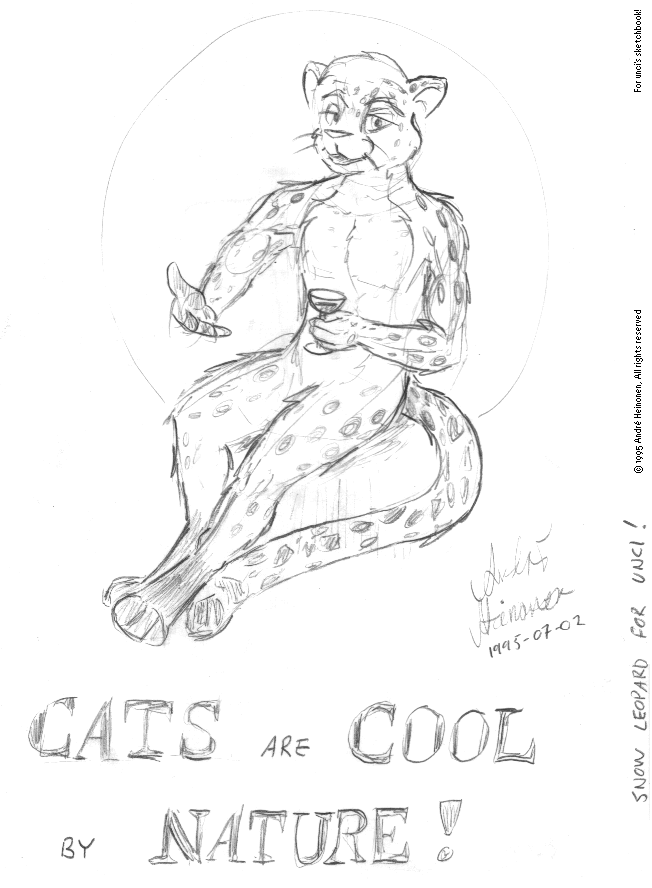 For unci's sketchbook!
© 1995 André Heinonen, All rights reserved
SNOW LEOPARD FOR UNCI!
André
Heinonen
1995-07-02
CATS ARE COOL
BY NATURE!